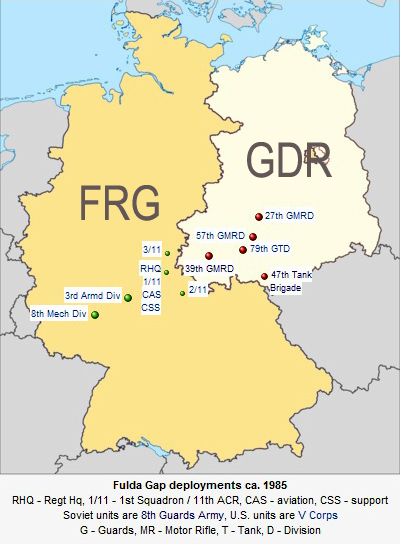 GDR
FRG
27th GMRD
57th GMRD
79th GTD
3/11
39th GMRD
RHQ
1/11
CAS
CSS
47th Tank
Brigade
2/11
3rd Armd Div
8th Mech Div
Fulda Gap deployments ca. 1985
RHQ - Regt Hq, 1/11 - 1st Squadron / 11th ACR, CAS - aviation, CSS - support
Soviet units are 8th Guards Army, U.S. units are V Corps
G - Guards, MR - Motor Rifle, T - Tank, D - Division